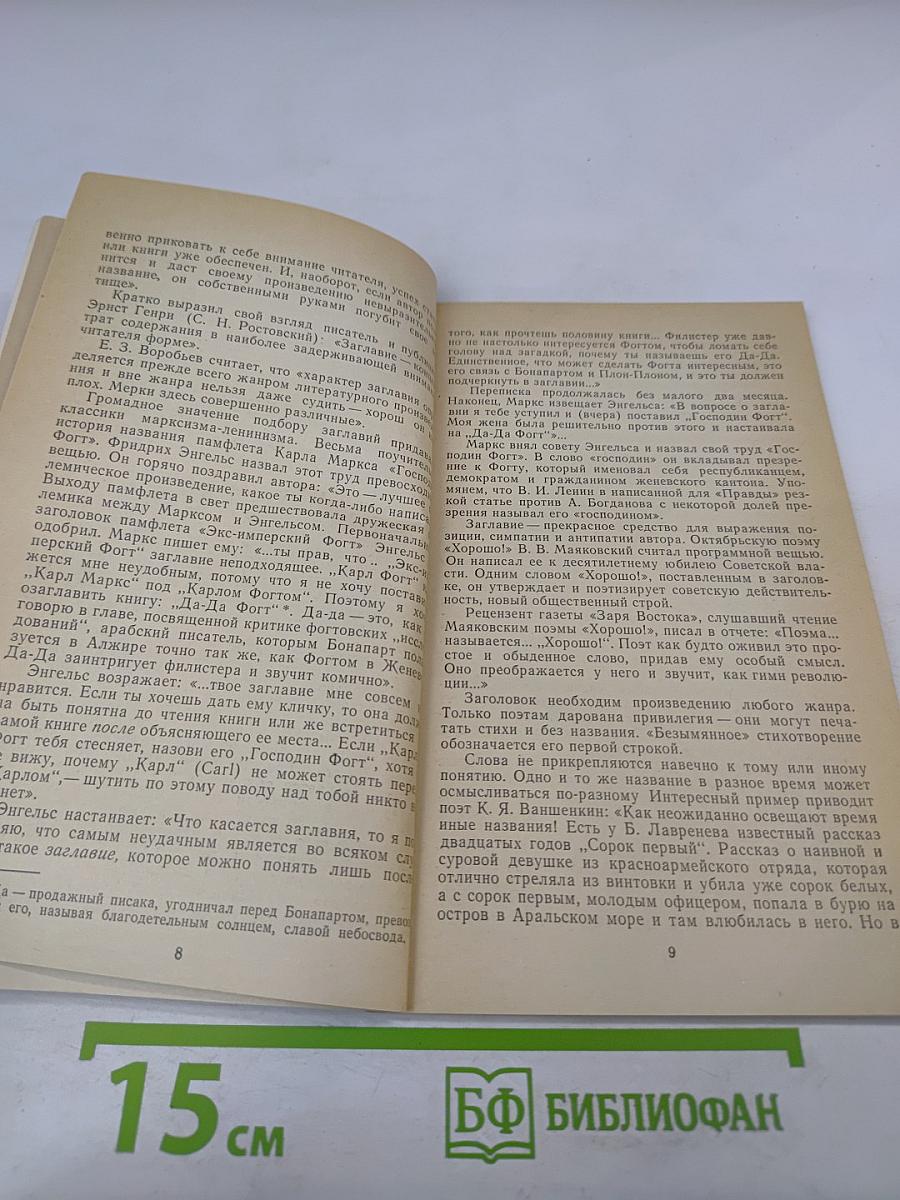 венно приковать к себе внимание читателя, успех ста
или книги уже обеспечен. И, наоборот, если автор по
нится и даст своему произведению невыразительн
название, он собственными руками погубит свое
тище».
Кратко выразил свой взгляд писатель и публиц
Эрнст Генри (С. Н. Ростовский): «Заглавие — конце
трат содержания в наиболее задерживающей внима
читателя форме».
Е. З. Воробьев считает, что «характер заглавия опр
деляется прежде всего жанром литературного произве
ния и вне жанра нельзя даже судить — хорош он и
плох. Мерки здесь совершенно различные».
Громадное значение подбору заглавий придава
классики марксизма-ленинизма. Весьма поучител
история названия памфлета Карла Маркса «Госпо
Фогт». Фридрих Энгельс назвал этот труд превосход
вещью. Он горячо поздравил автора: «Это — лучшее
лемическое произведение, какое ты когда-либо написа
Выходу памфлета в свет предшествовала дружеская
лемика между Марксом и Энгельсом. Первоначальн
заголовок памфлета «Экс-имперский Фогт» Энгельс
одобрил. Маркс пишет ему: «...ты прав, что .. „Экс-и
перский Фогт“ заглавие неподходящее. „Карл Фогт“ к
жется мне неудобным, потому что я не хочу постави
„Карл Маркс“ под „Карлом Фогтом“. Поэтому я хо
озаглавить книгу: „Да-Да Фогт“*. Да-да — это, как
говорю в главе, посвященной критике фогтовских „иссл
дований“, арабский писатель, которым Бонапарт поль
зуется в Алжире точно так же, как Фогтом в Женев
Да-Да заинтригует филистера и звучит комично».
Энгельс возражает: «...твое заглавие мне совсем н
нравится. Если ты хочешь дать ему кличку, то она долж
на быть понятна до чтения книги или же встретиться
самой книге после объясняющего ее места... Если „Карл
Фогт тебя стесняет, назови его „Господин Фогт“, хотя
е вижу, почему „Карл“ (Carl) не может стоять пере
Карлом“, — шутить по этому поводу над тобой никто н
нет».
Энгельс настаивает: «Что касается заглавия, то я по
яю, что самым неудачным является во всяком слу
такое заглавие, которое можно понять лишь после
а — продажный писака, угодничал перед Бонапартом, превоз
его, называя благодетельным солнцем, славой небосвода.
8
того, как прочтешь половину книги... Филистер уже дав-
но не настолько интересуется Фогтом, чтобы ломать себе
голову над загадкой, почему ты называешь его Да-Да.
Единственное, что может сделать Фогта интересным, это
его связь с Бонапартом и Плон-Плоном, и это ты должен
подчеркнуть в заглавии...»
Переписка продолжалась без малого два месяца.
Наконец, Маркс извещает Энгельса: «В вопросе о загла-
вии я тебе уступил и (вчера) поставил „Господин Фогт“.
Моя жена была решительно против этого и настаивала
на „Да-Да Фогт“»...
Маркс внял совету Энгельса и назвал свой труд «Гос-
подин Фогт». В слово «господин» он вкладывал презре-
ние к Фогту, который именовал себя республиканцем,
демократом и гражданином женевского кантона. Упо-
мянем, что В. И. Ленин в написанной для «Правды» рез-
кой статье против А. Богданова с некоторой долей пре-
зрения называл его «господином».
Заглавие — прекрасное средство для выражения по-
зиции, симпатии и антипатии автора. Октябрьскую поэму
«Хорошо!» В. В. Маяковский считал программной вещью.
Он написал ее к десятилетнему юбилею Советской вла-
сти. Одним словом «Хорошо!», поставленным в заголов-
ке, он утверждает и поэтизирует советскую действитель-
ность, новый общественный строй.
Рецензент газеты «Заря Востока», слушавший чтение
Маяковским поэмы «Хорошо!», писал в отчете: «Поэма...
называется... „Хорошо!“. Поэт как будто оживил это про-
стое и обыденное слово, придав ему особый смысл.
Оно преображается у него и звучит, как гимн револю-
ции...»
Заголовок необходим произведению любого жанра.
Только поэтам дарована привилегия — они могут печа-
тать стихи и без названия. «Безымянное» стихотворение
обозначается его первой строкой.
Слова не прикрепляются навечно к тому или иному
понятию. Одно и то же название в разное время может
осмысливаться по-разному Интересный пример приводит
поэт К. Я. Ваншенкин: «Как неожиданно освещают время
иные названия! Есть у Б. Лавренева известный рассказ
двадцатых годов „Сорок первый“. Рассказ о наивной и
суровой девушке из красноармейского отряда, которая
отлично стреляла из винтовки и убила уже сорок белых,
а с сорок первым, молодым офицером, попала в бурю на
остров в Аральском море и там влюбилась в него. Но в
9
15 см
БФ БИБЛИОФАН